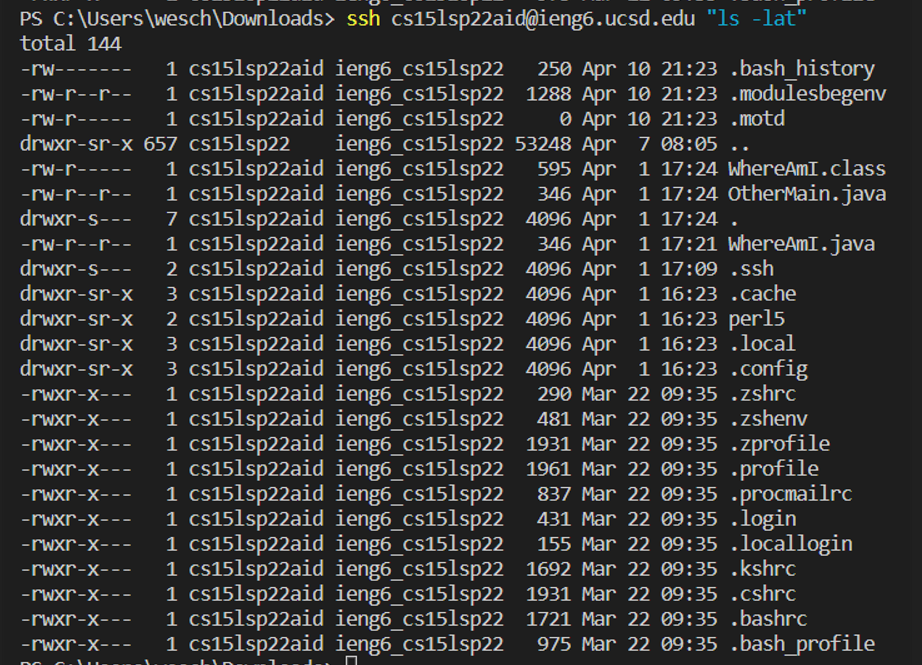 PS C:\Users\wesch\Downloads> ssh cs15lsp22aid@ieng6.ucsd.edu "ls -lat"
total 144
-rw-------   1 cs15lsp22aid ieng6_cs15lsp22   250 Apr 10 21:23 .bash_history
-rw-r--r--   1 cs15lsp22aid ieng6_cs15lsp22  1288 Apr 10 21:23 .modulesbegenv
-rw-r-----   1 cs15lsp22aid ieng6_cs15lsp22     0 Apr 10 21:23 .motd
drwxr-sr-x 657 cs15lsp22    ieng6_cs15lsp22 53248 Apr  7 08:05 ..
-rw-r-----   1 cs15lsp22aid ieng6_cs15lsp22   595 Apr  1 17:24 WhereAmI.class
-rw-r--r--   1 cs15lsp22aid ieng6_cs15lsp22   346 Apr  1 17:24 OtherMain.java
drwxr-s---   7 cs15lsp22aid ieng6_cs15lsp22  4096 Apr  1 17:24 .
-rw-r--r--   1 cs15lsp22aid ieng6_cs15lsp22   346 Apr  1 17:21 WhereAmI.java
drwxr-s---   2 cs15lsp22aid ieng6_cs15lsp22  4096 Apr  1 17:09 .ssh
drwxr-sr-x   3 cs15lsp22aid ieng6_cs15lsp22  4096 Apr  1 16:23 .cache
drwxr-sr-x   2 cs15lsp22aid ieng6_cs15lsp22  4096 Apr  1 16:23 perl5
drwxr-sr-x   3 cs15lsp22aid ieng6_cs15lsp22  4096 Apr  1 16:23 .local
drwxr-sr-x   3 cs15lsp22aid ieng6_cs15lsp22  4096 Apr  1 16:23 .config
-rwxr-x---   1 cs15lsp22aid ieng6_cs15lsp22   290 Mar 22 09:35 .zshrc
-rwxr-x---   1 cs15lsp22aid ieng6_cs15lsp22   481 Mar 22 09:35 .zshenv
-rwxr-x---   1 cs15lsp22aid ieng6_cs15lsp22  1931 Mar 22 09:35 .zprofile
-rwxr-x---   1 cs15lsp22aid ieng6_cs15lsp22  1961 Mar 22 09:35 .profile
-rwxr-x---   1 cs15lsp22aid ieng6_cs15lsp22   837 Mar 22 09:35 .procmailrc
-rwxr-x---   1 cs15lsp22aid ieng6_cs15lsp22   431 Mar 22 09:35 .login
-rwxr-x---   1 cs15lsp22aid ieng6_cs15lsp22   155 Mar 22 09:35 .locallogin
-rwxr-x---   1 cs15lsp22aid ieng6_cs15lsp22  1692 Mar 22 09:35 .kshrc
-rwxr-x---   1 cs15lsp22aid ieng6_cs15lsp22  1931 Mar 22 09:35 .cshrc
-rwxr-x---   1 cs15lsp22aid ieng6_cs15lsp22  1721 Mar 22 09:35 .bashrc
-rwxr-x---   1 cs15lsp22aid ieng6_cs15lsp22   975 Mar 22 09:35 .bash_profile
PS C:\Users\wesch\Downloads>